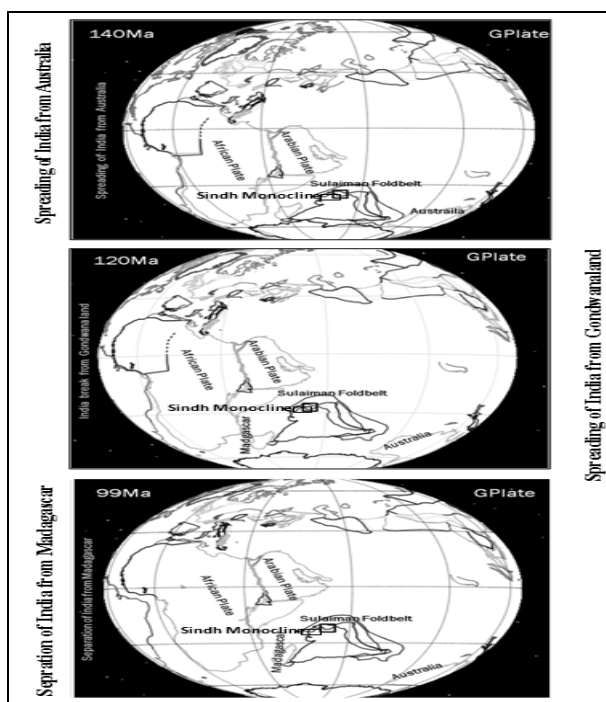 Spreading of India from Australia
140Ma
GPlate
Spreading of India from Australia
African Plate
Arabian Plate
Sulaiman Foldbelt
Sindh Monocline
Austraila
Spreading of India from Gondwanaland
120Ma
GPlate
India break from Gondwanaland
African Plate
Arabian Plate
Sulaiman Foldbelt
Sindh Monocline
Madagascar
Australia
Sepration of India from Madagascar
99Ma
GPlate
Separation of India from Madagascar
African Plate
Arabian Plate
Sulaiman Foldbelt
Sindh Monocline
Madagascar
Australia